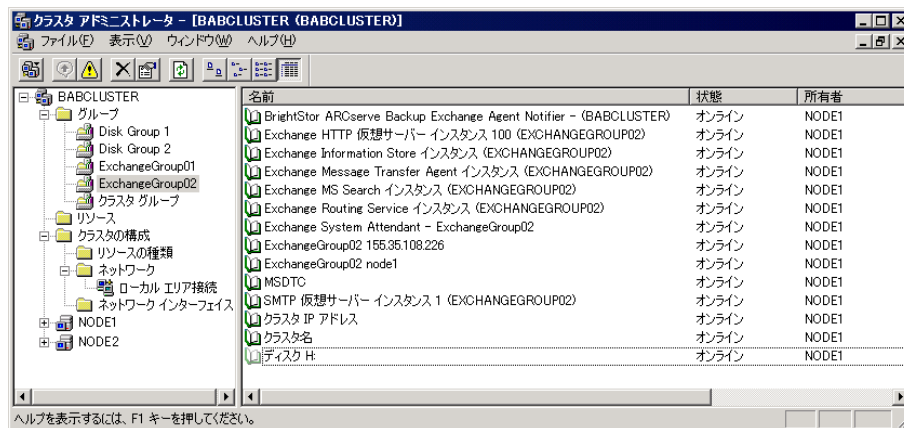 クラスタ アドミニストレータ - [BABCLUSTER (BABCLUSTER)]
ファイル(F) 表示(V) ウィンドウ(W) ヘルプ(H)
BABCLUSTER
グループ
Disk Group 1
Disk Group 2
ExchangeGroup01
ExchangeGroup02
クラスタ グループ
リソース
クラスタの構成
リソースの種類
ネットワーク
ローカル エリア接続
ネットワーク インターフェイス
NODE1
NODE2
名前 状態 所有者
BrightStor ARCserve Backup Exchange Agent Notifier - (BABCLUSTER) オンライン NODE1
Exchange HTTP 仮想サーバー インスタンス 100 (EXCHANGEGROUP02) オンライン NODE1
Exchange Information Store インスタンス (EXCHANGEGROUP02) オンライン NODE1
Exchange Message Transfer Agent インスタンス (EXCHANGEGROUP02) オンライン NODE1
Exchange MS Search インスタンス (EXCHANGEGROUP02) オンライン NODE1
Exchange Routing Service インスタンス (EXCHANGEGROUP02) オンライン NODE1
Exchange System Attendant - ExchangeGroup02 オンライン NODE1
ExchangeGroup02 155.35.108.226 オンライン NODE1
ExchangeGroup02 node1 オンライン NODE1
MSDTC オンライン NODE1
SMTP 仮想サーバー インスタンス 1 (EXCHANGEGROUP02) オンライン NODE1
クラスタ IP アドレス オンライン NODE1
クラスタ名 オンライン NODE1
ディスク H: オンライン NODE1
ヘルプを表示するには、F1 キーを押してください。